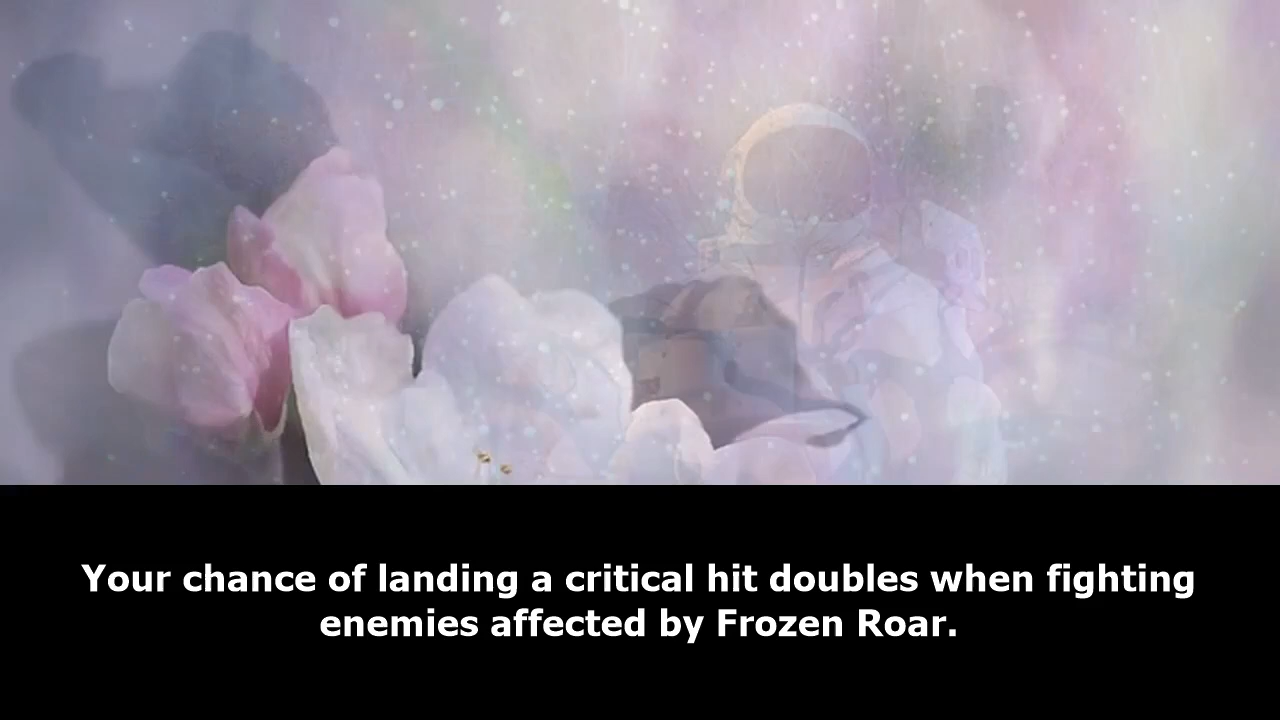 Your chance of landing a critical hit doubles when fighting
enemies affected by Frozen Roar.